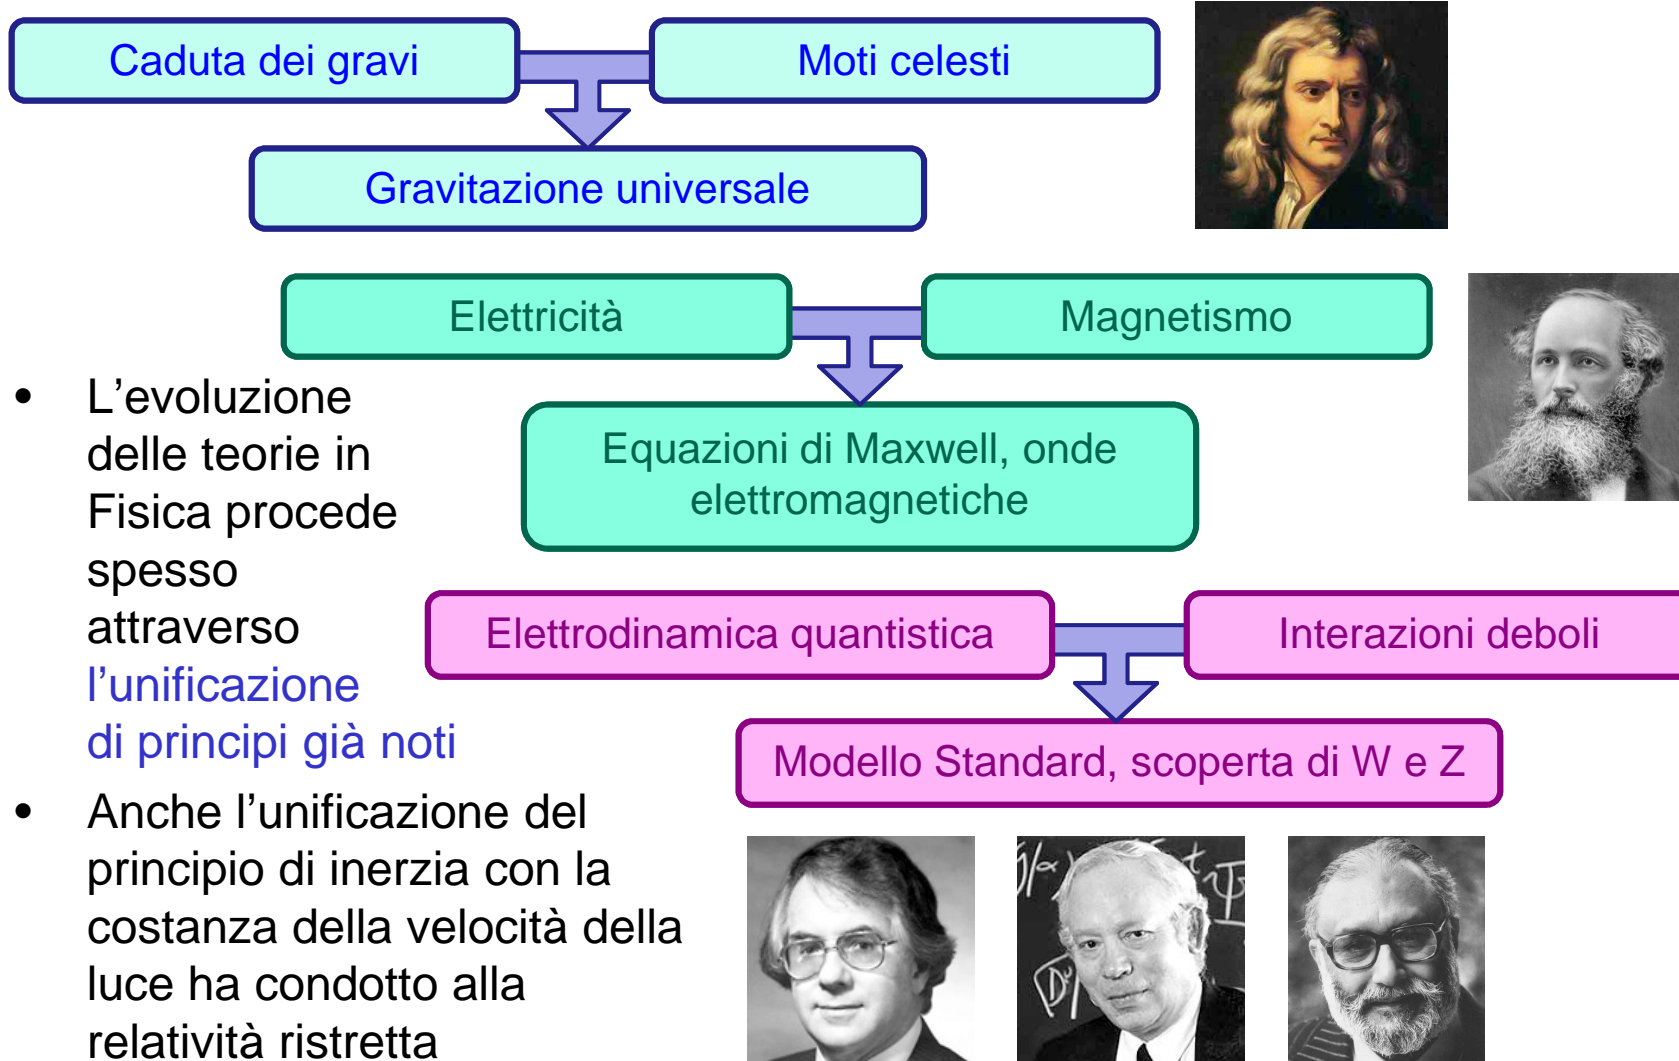 Caduta dei gravi
Moti celesti
Gravitazione universale
Elettricità
Magnetismo
Equazioni di Maxwell, onde
elettromagnetiche
Elettrodinamica quantistica
Interazioni deboli
Modello Standard, scoperta di W e Z
• L’evoluzione
delle teorie in
Fisica procede
spesso
attraverso
l’unificazione
di principi già noti
• Anche l’unificazione del
principio di inerzia con la
costanza della velocità della
luce ha condotto alla
relatività ristretta